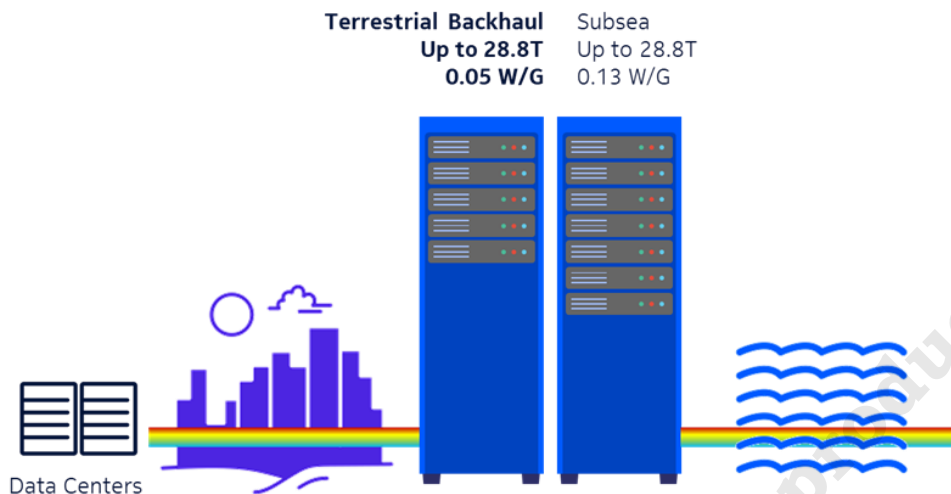 Terrestrial Backhaul
Up to 28.8T
0.05 W/G
Subsea
Up to 28.8T
0.13 W/G
Data Centers